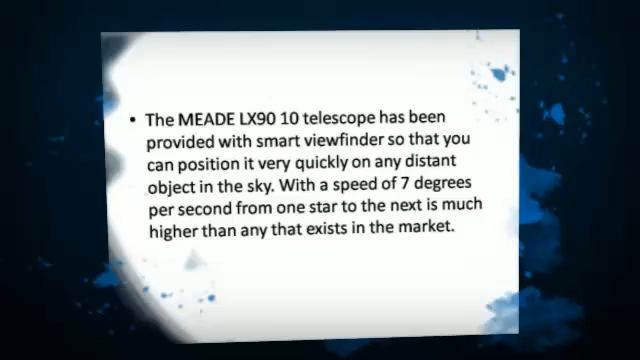 • The MEADE LX90 10 telescope has been
provided with smart viewfinder so that you
can position it very quickly on any distant
object in the sky. With a speed of 7 degrees
per second from one star to the next is much
higher than any that exists in the market.